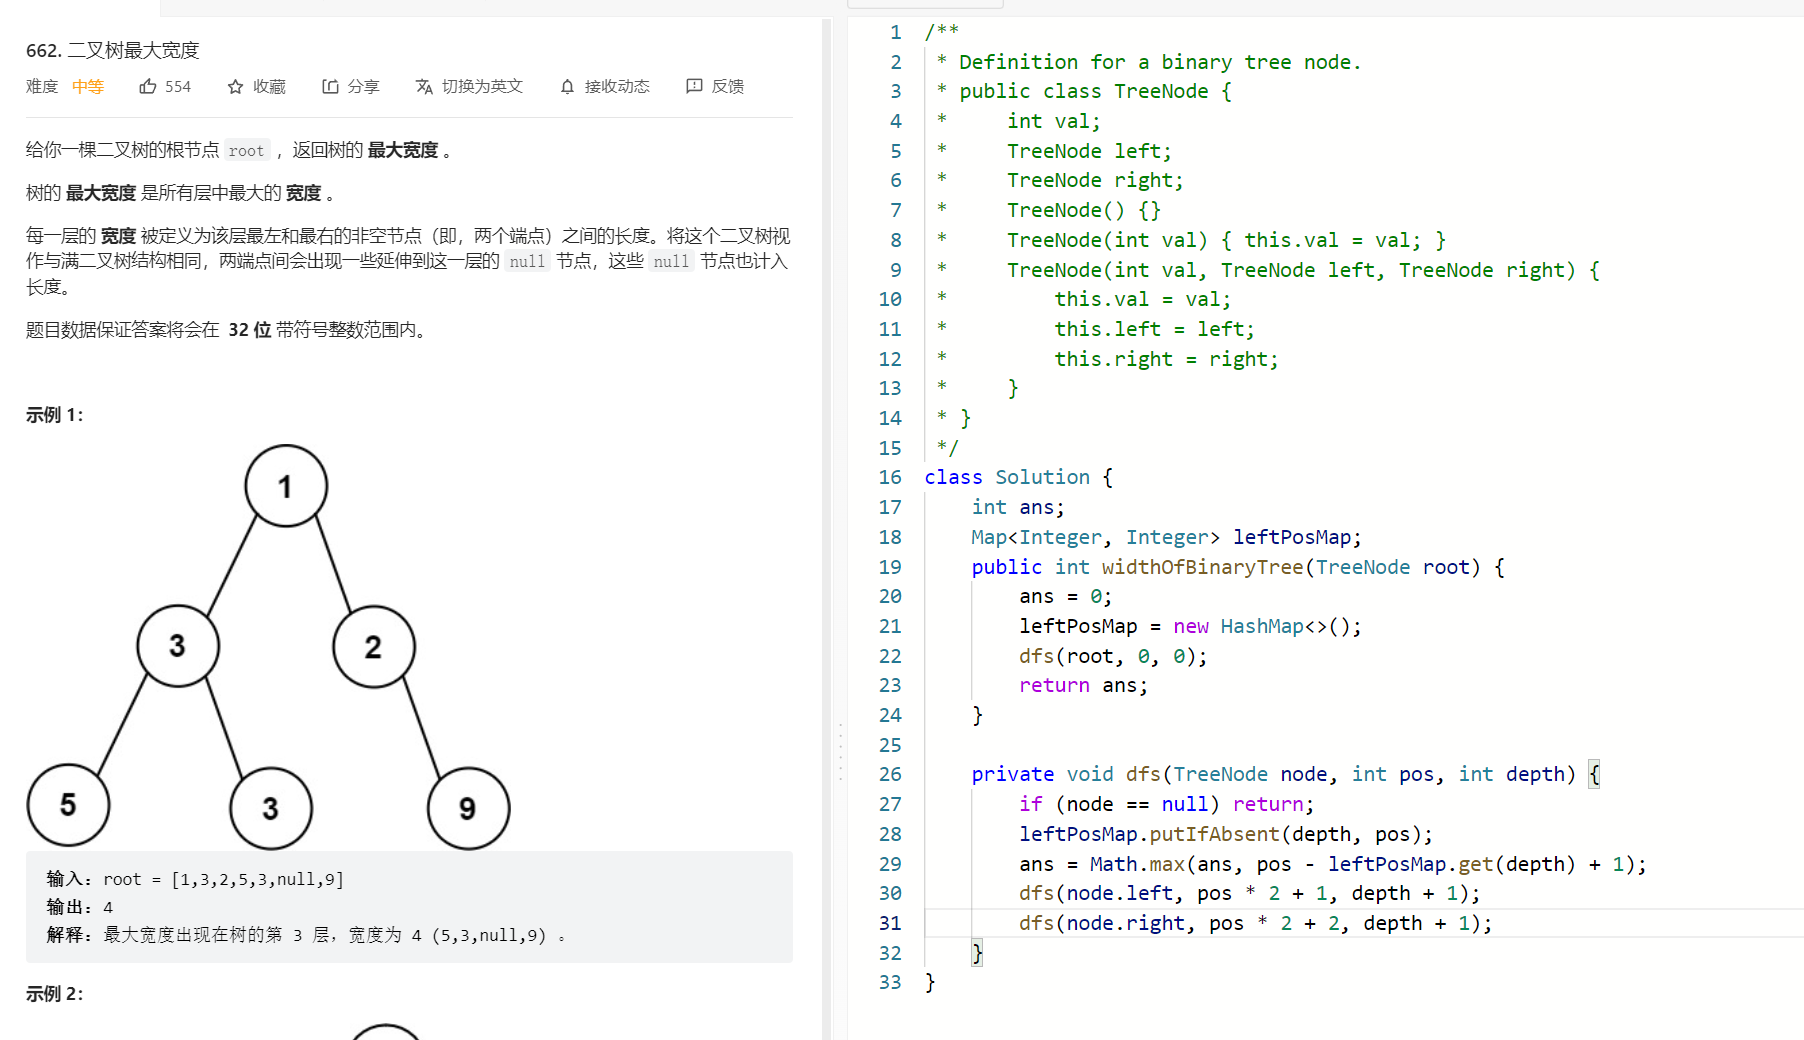 662. 二叉树最大宽度
难度 中等 554 收藏 分享 切换为英文 接收动态 反馈
给你一棵二叉树的根节点 root ，返回树的 最大宽度 。
树的 最大宽度 是所有层中最大的 宽度 。
每一层的 宽度 被定义为该层最左和最右的非空节点（即，两个端点）之间的长度。将这个二叉树视
作与满二叉树结构相同，两端点间会出现一些延伸到这一层的 null 节点，这些 null 节点也计入
长度。
题目数据保证答案将会在 32 位 带符号整数范围内。
示例 1：
1
3 2
5 3 9
输入：root = [1,3,2,5,3,null,9]
输出：4
解释：最大宽度出现在树的第 3 层，宽度为 4 (5,3,null,9) 。
示例 2：
1 /**
2  * Definition for a binary tree node.
3  * public class TreeNode {
4  *     int val;
5  *     TreeNode left;
6  *     TreeNode right;
7  *     TreeNode() {}
8  *     TreeNode(int val) { this.val = val; }
9  *     TreeNode(int val, TreeNode left, TreeNode right) {
10  *         this.val = val;
11  *         this.left = left;
12  *         this.right = right;
13  *     }
14  * }
15  */
16 class Solution {
17     int ans;
18     Map<Integer, Integer> leftPosMap;
19     public int widthOfBinaryTree(TreeNode root) {
20         ans = 0;
21         leftPosMap = new HashMap<>();
22         dfs(root, 0, 0);
23         return ans;
24     }
25
26     private void dfs(TreeNode node, int pos, int depth) {
27         if (node == null) return;
28         leftPosMap.putIfAbsent(depth, pos);
29         ans = Math.max(ans, pos - leftPosMap.get(depth) + 1);
30         dfs(node.left, pos * 2 + 1, depth + 1);
31         dfs(node.right, pos * 2 + 2, depth + 1);
32     }
33 }